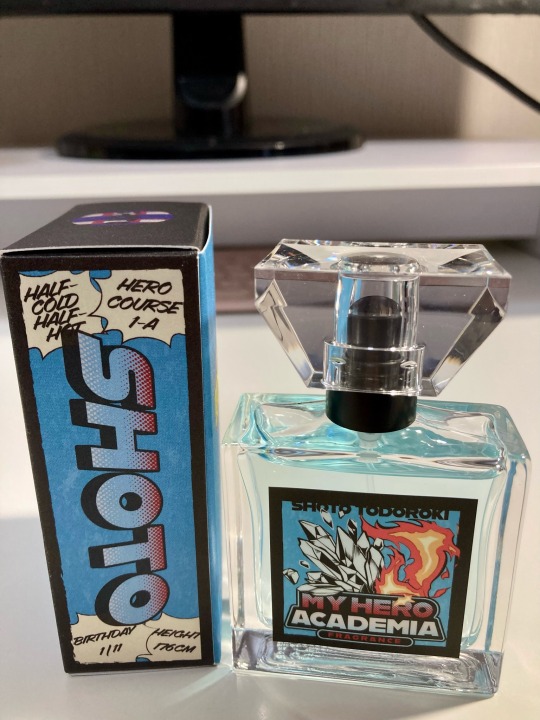 HALF-
COLD
HALF-
HOT
HERO
COURSE
1-A
SHOTO
BIRTHDAY
1/11
HEIGHT
176CM
SHOTO TODOROKI
MY HERO
ACADEMIA
FRAGRANCE